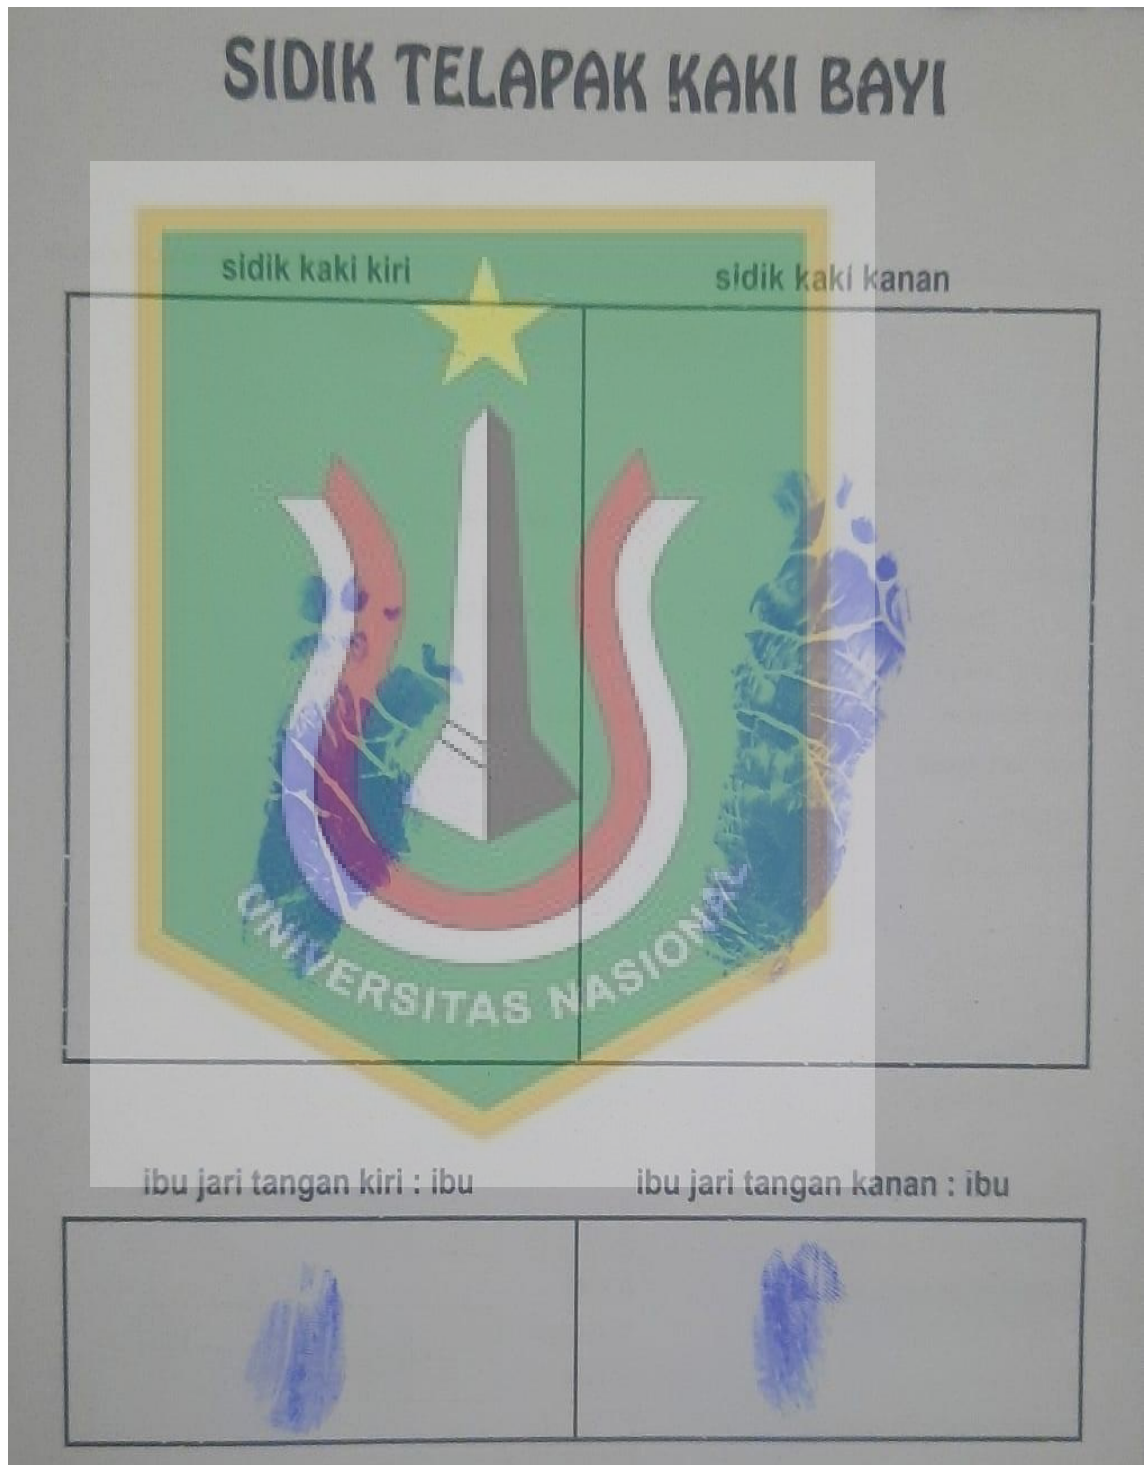 SIDIK TELAPAK KAKI BAYI
sidik kaki kiri
sidik kaki kanan
UNIVERSITAS NASIONAL
ibu jari tangan kiri : ibu
ibu jari tangan kanan : ibu